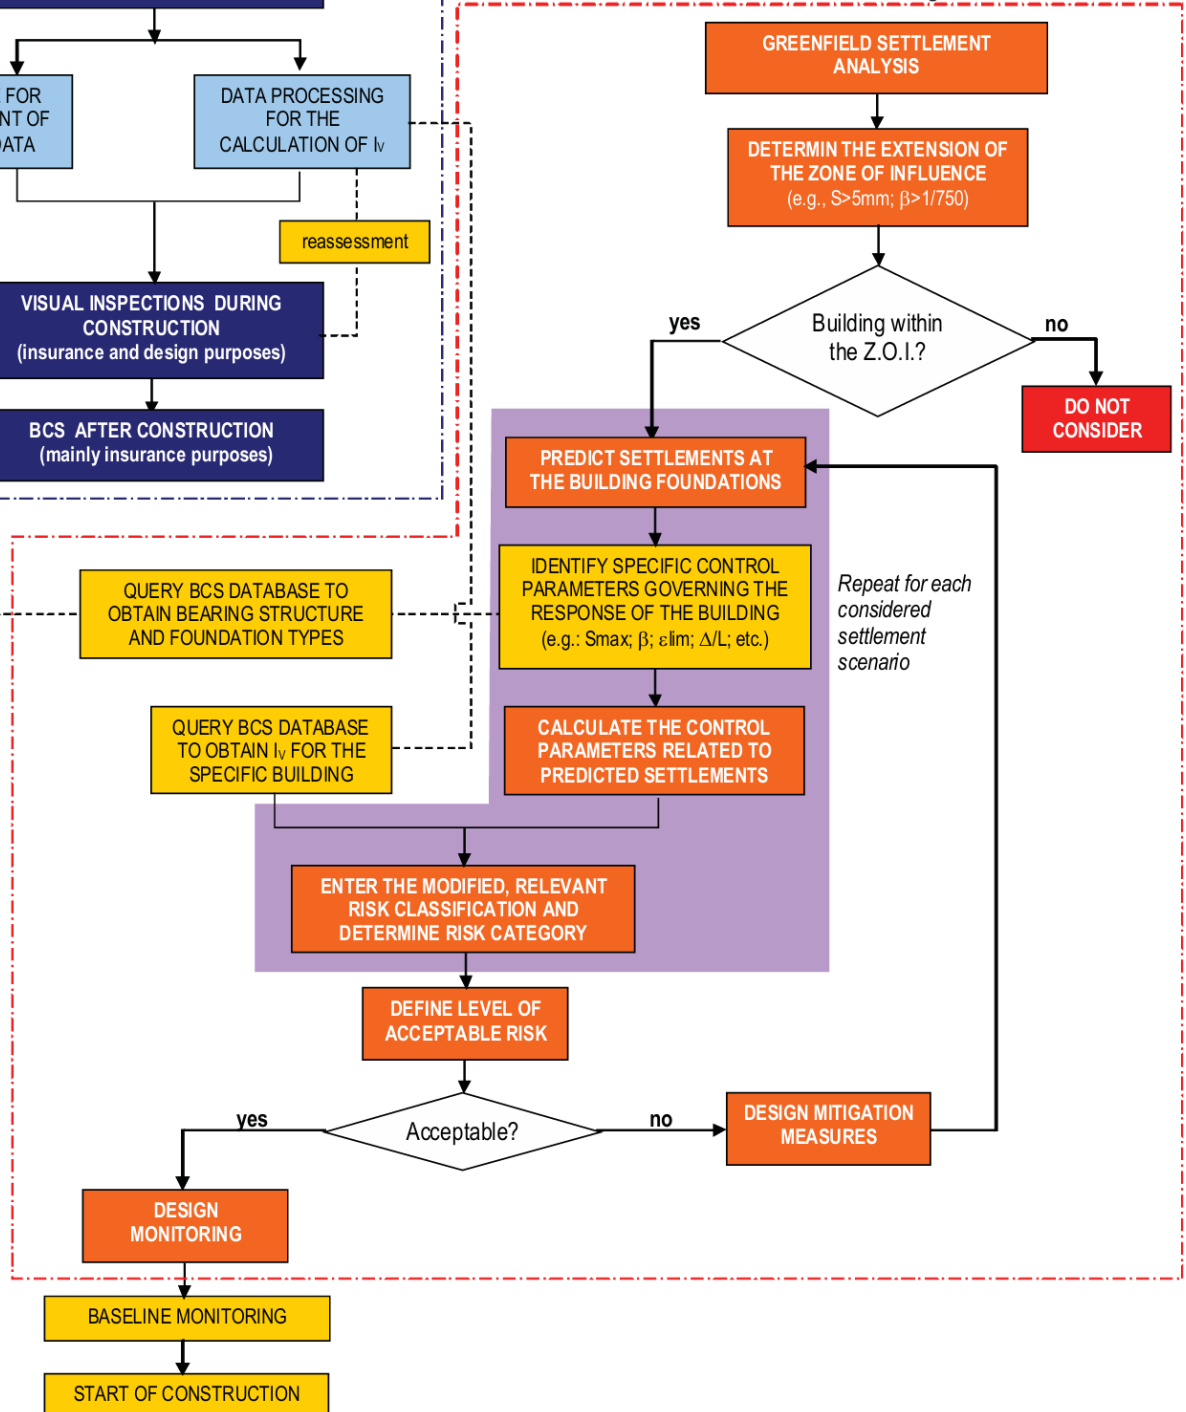 GREENFIELD SETTLEMENT
ANALYSIS
DETERMIN THE EXTENSION OF
THE ZONE OF INFLUENCE
(e.g., S>5mm; β>1/750)
Building within
the Z.O.I.?
yes
no
DO NOT
CONSIDER
FOR
OF
DATA PROCESSING
FOR THE
CALCULATION OF Iv
reassessment
VISUAL INSPECTIONS DURING
CONSTRUCTION
(insurance and design purposes)
BCS AFTER CONSTRUCTION
(mainly insurance purposes)
PREDICT SETTLEMENTS AT
THE BUILDING FOUNDATIONS
IDENTIFY SPECIFIC CONTROL
PARAMETERS GOVERNING THE
RESPONSE OF THE BUILDING
(e.g.: Smax; β; εlim; Δ/L; etc.)
Repeat for each
considered
settlement
scenario
QUERY BCS DATABASE TO
OBTAIN BEARING STRUCTURE
AND FOUNDATION TYPES
QUERY BCS DATABASE
TO OBTAIN Iv FOR THE
SPECIFIC BUILDING
CALCULATE THE CONTROL
PARAMETERS RELATED TO
PREDICTED SETTLEMENTS
ENTER THE MODIFIED, RELEVANT
RISK CLASSIFICATION AND
DETERMINE RISK CATEGORY
DEFINE LEVEL OF
ACCEPTABLE RISK
Acceptable?
yes
no
DESIGN MITIGATION
MEASURES
DESIGN
MONITORING
BASELINE MONITORING
START OF CONSTRUCTION